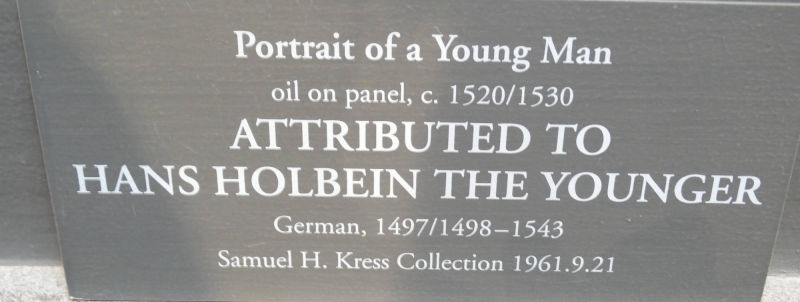 Portrait of a Young Man
oil on panel, c. 1520/1530
ATTRIBUTED TO
HANS HOLBEIN THE YOUNGER
German, 1497/1498–1543
Samuel H. Kress Collection 1961.9.21